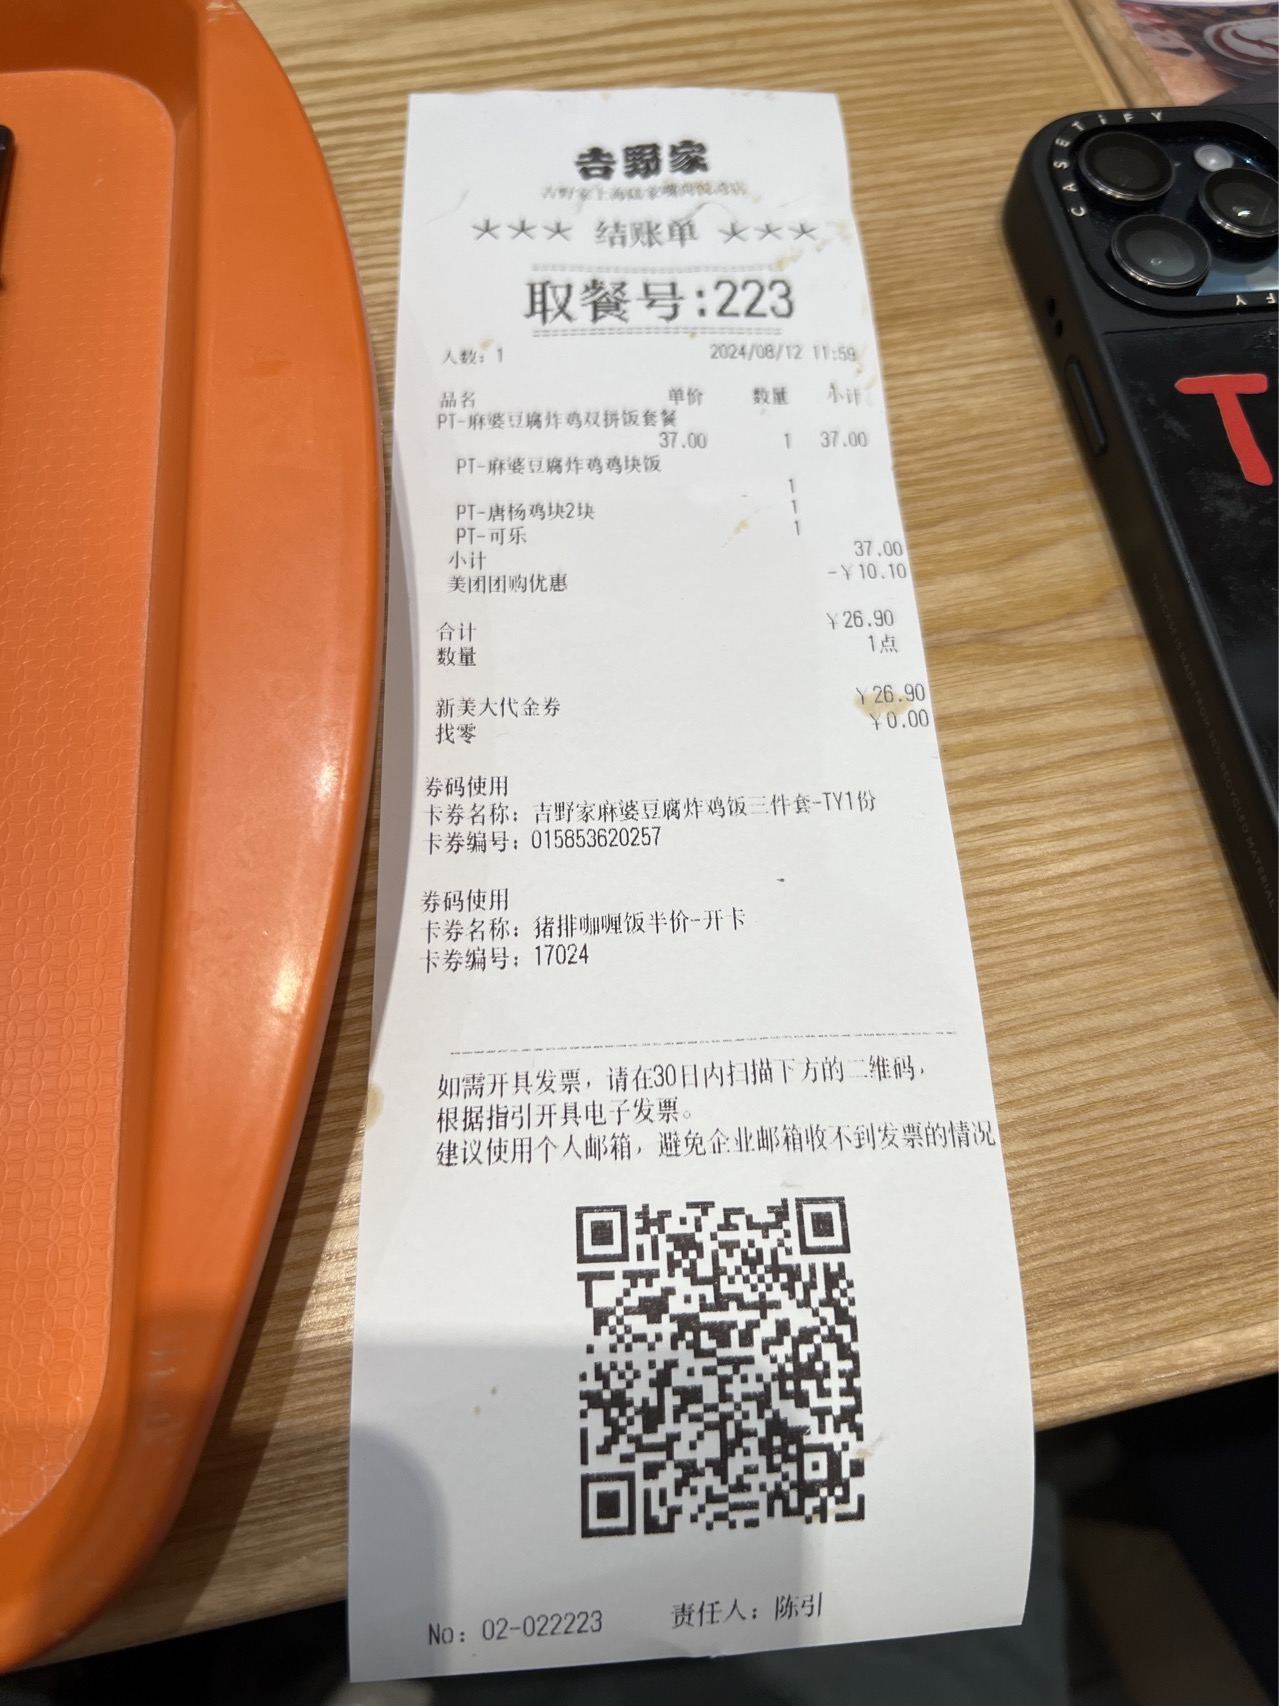 吉野家
*** 结账单 ***
取餐号:223
人数: 1 2024/08/12 11:59
品名 单价 数量 小计
PT-麻婆豆腐炸鸡双拼饭套餐
37.00 1 37.00
PT-麻婆豆腐炸鸡鸡块饭
1
PT-唐杨鸡块2块 1
PT-可乐 1
小计 37.00
美团团购优惠 -¥10.10
合计 ¥26.90
数量 1点
新美大代金券 ¥26.90
找零 ¥0.00
券码使用
卡券名称: 吉野家麻婆豆腐炸鸡饭三件套-TY1份
卡券编号: 015853620257
券码使用
卡券名称: 猪排咖喱饭半价-开卡
卡券编号: 17024
如需开具发票, 请在30日内扫描下方的二维码,
根据指引开具电子发票。
建议使用个人邮箱, 避免企业邮箱收不到发票的情况
No: 02-022223 责任人: 陈引
CASETiFY
T